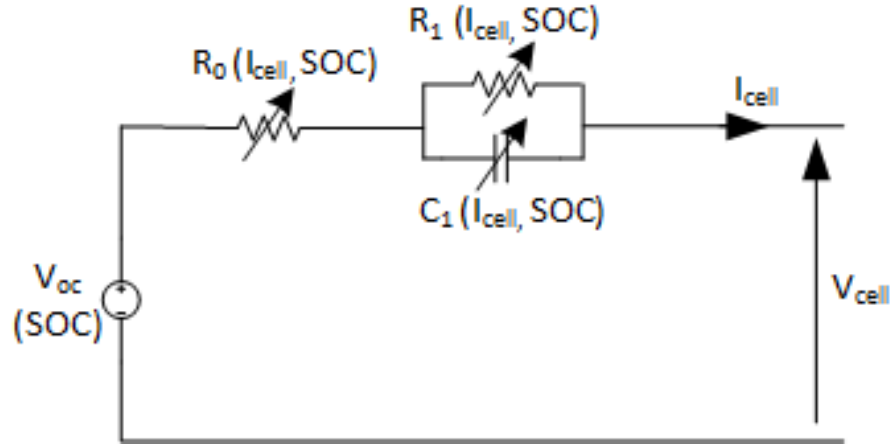 R₁ (I_cell, SOC)
R₀ (I_cell, SOC)
I_cell
C₁ (I_cell, SOC)
V_oc
(SOC)
V_cell
+
-